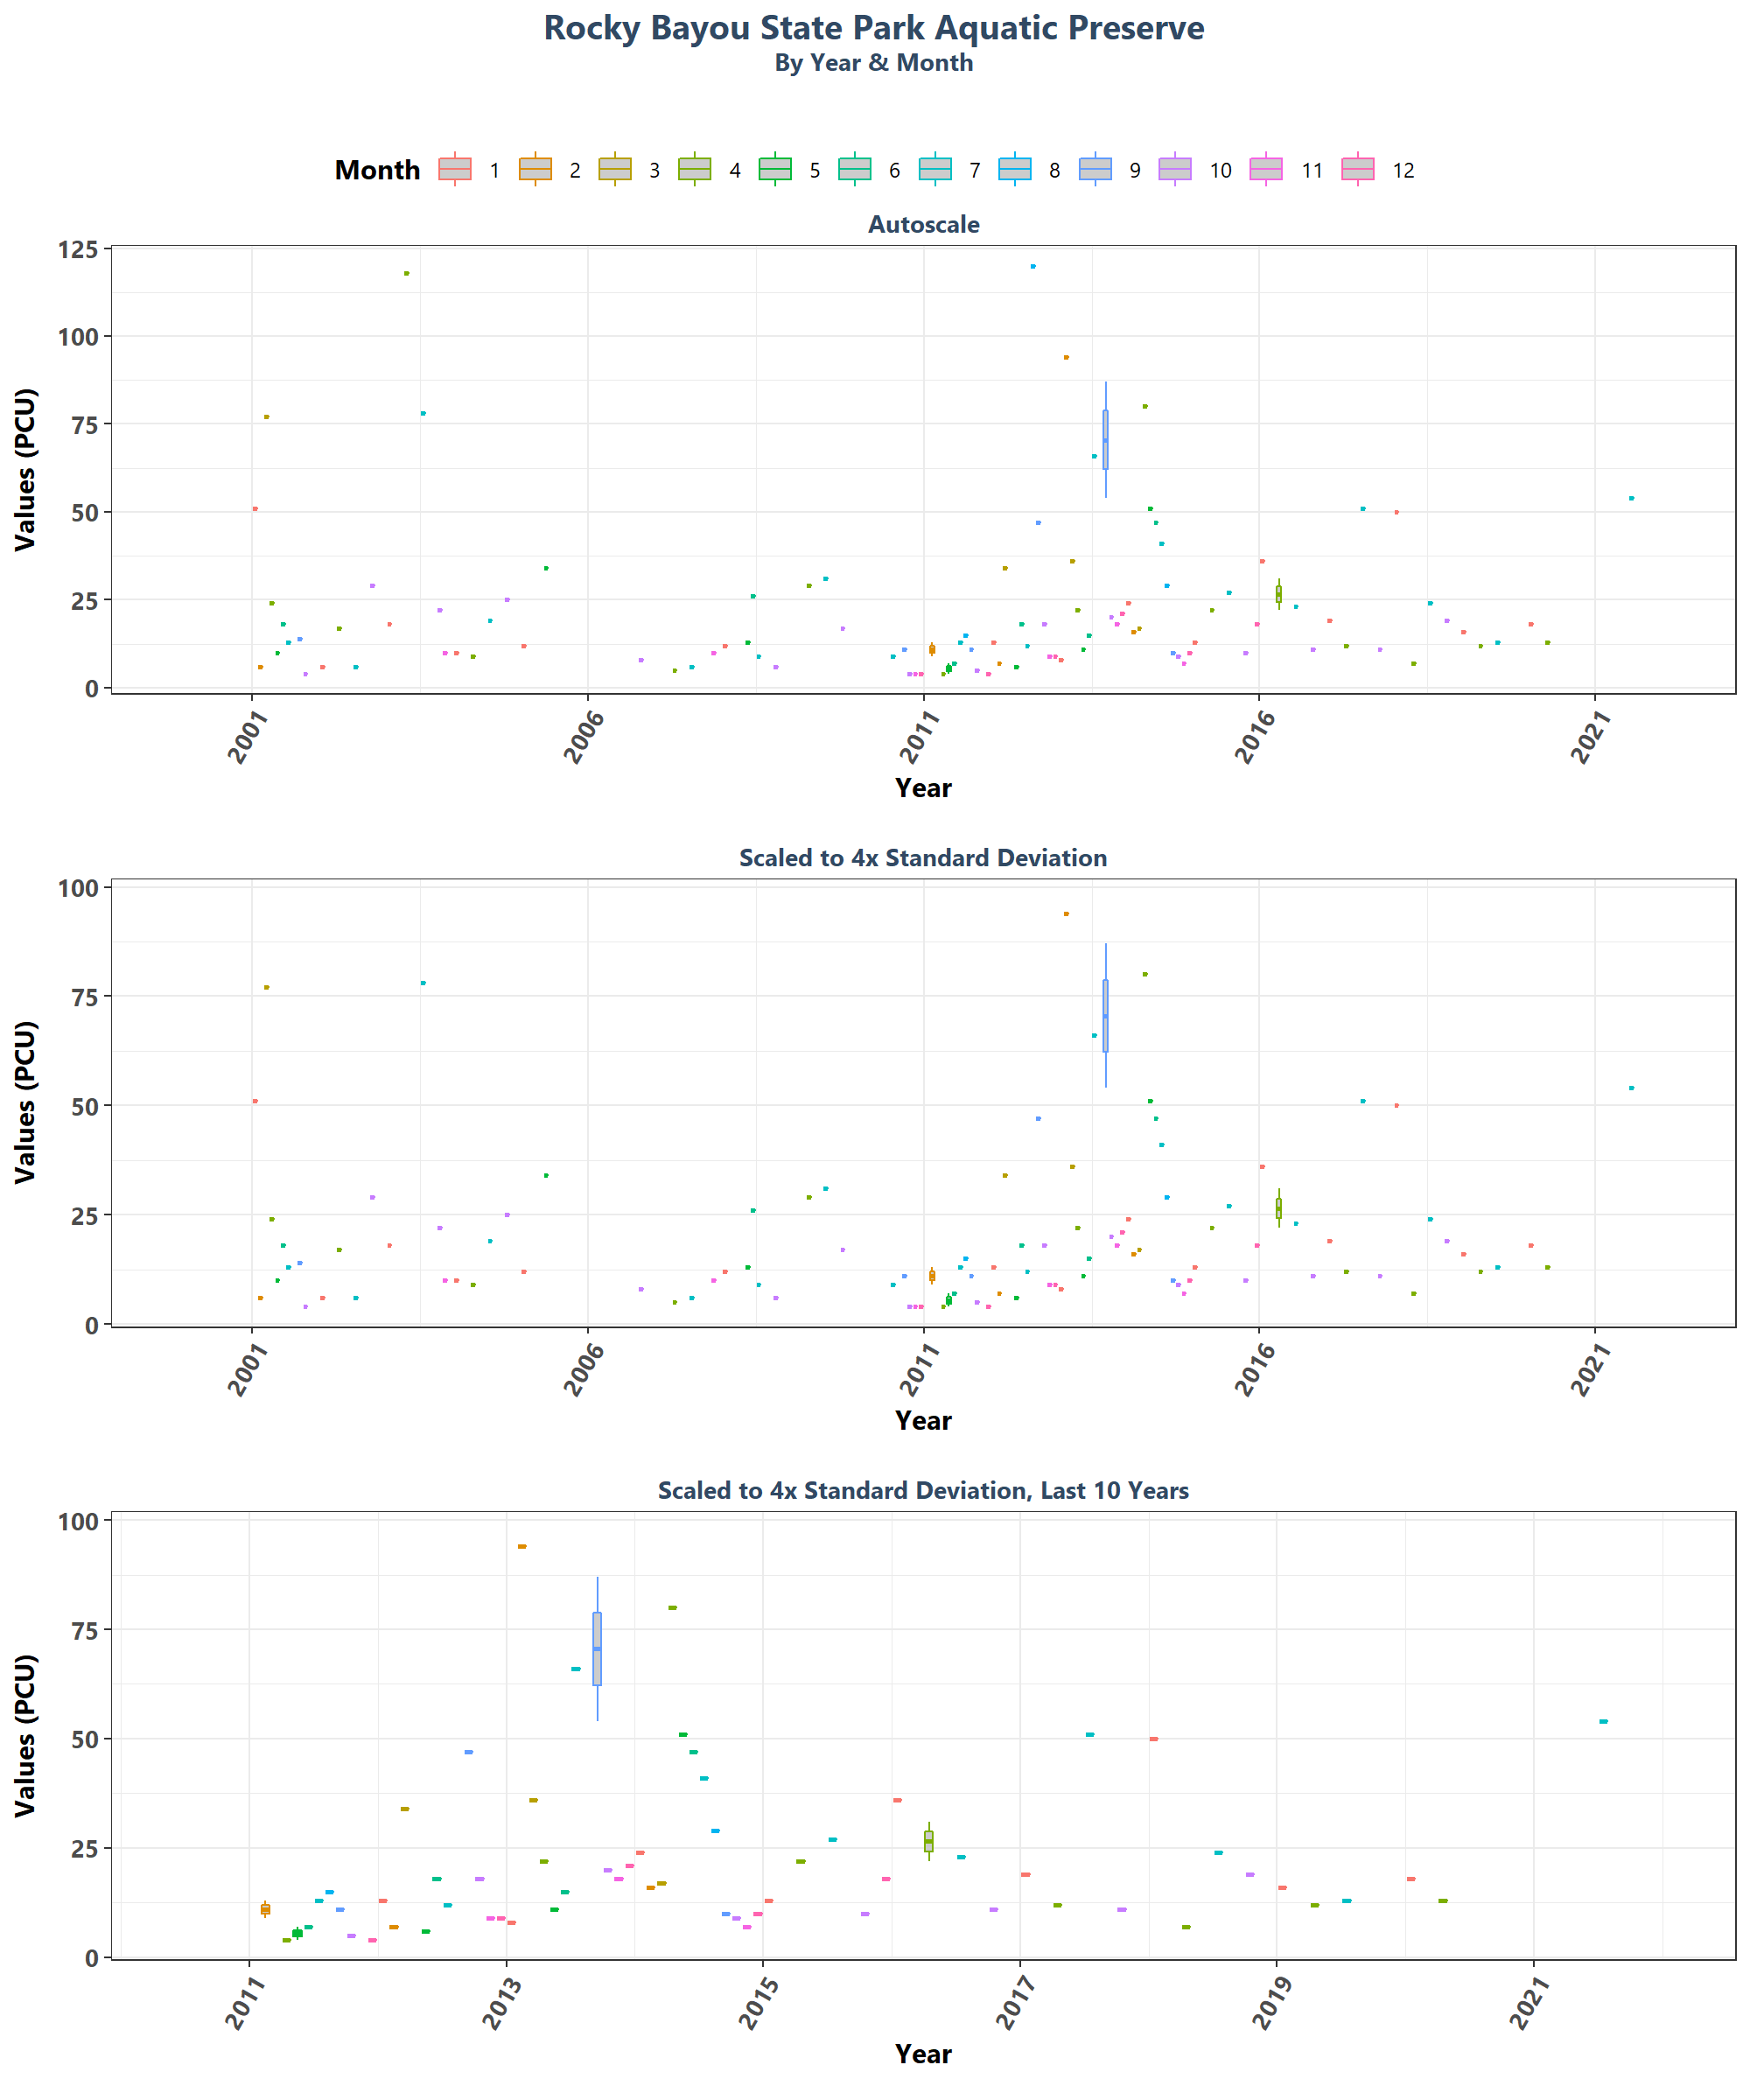 Rocky Bayou State Park Aquatic Preserve
By Year & Month
Month 1 2 3 4 5 6 7 8 9 10 11 12
Autoscale
125
100
75
50
25
0
Values (PCU)
2001 2006 2011 2016 2021
Year
Scaled to 4x Standard Deviation
100
75
50
25
0
Values (PCU)
2001 2006 2011 2016 2021
Year
Scaled to 4x Standard Deviation, Last 10 Years
100
75
50
25
0
Values (PCU)
2011 2013 2015 2017 2019 2021
Year